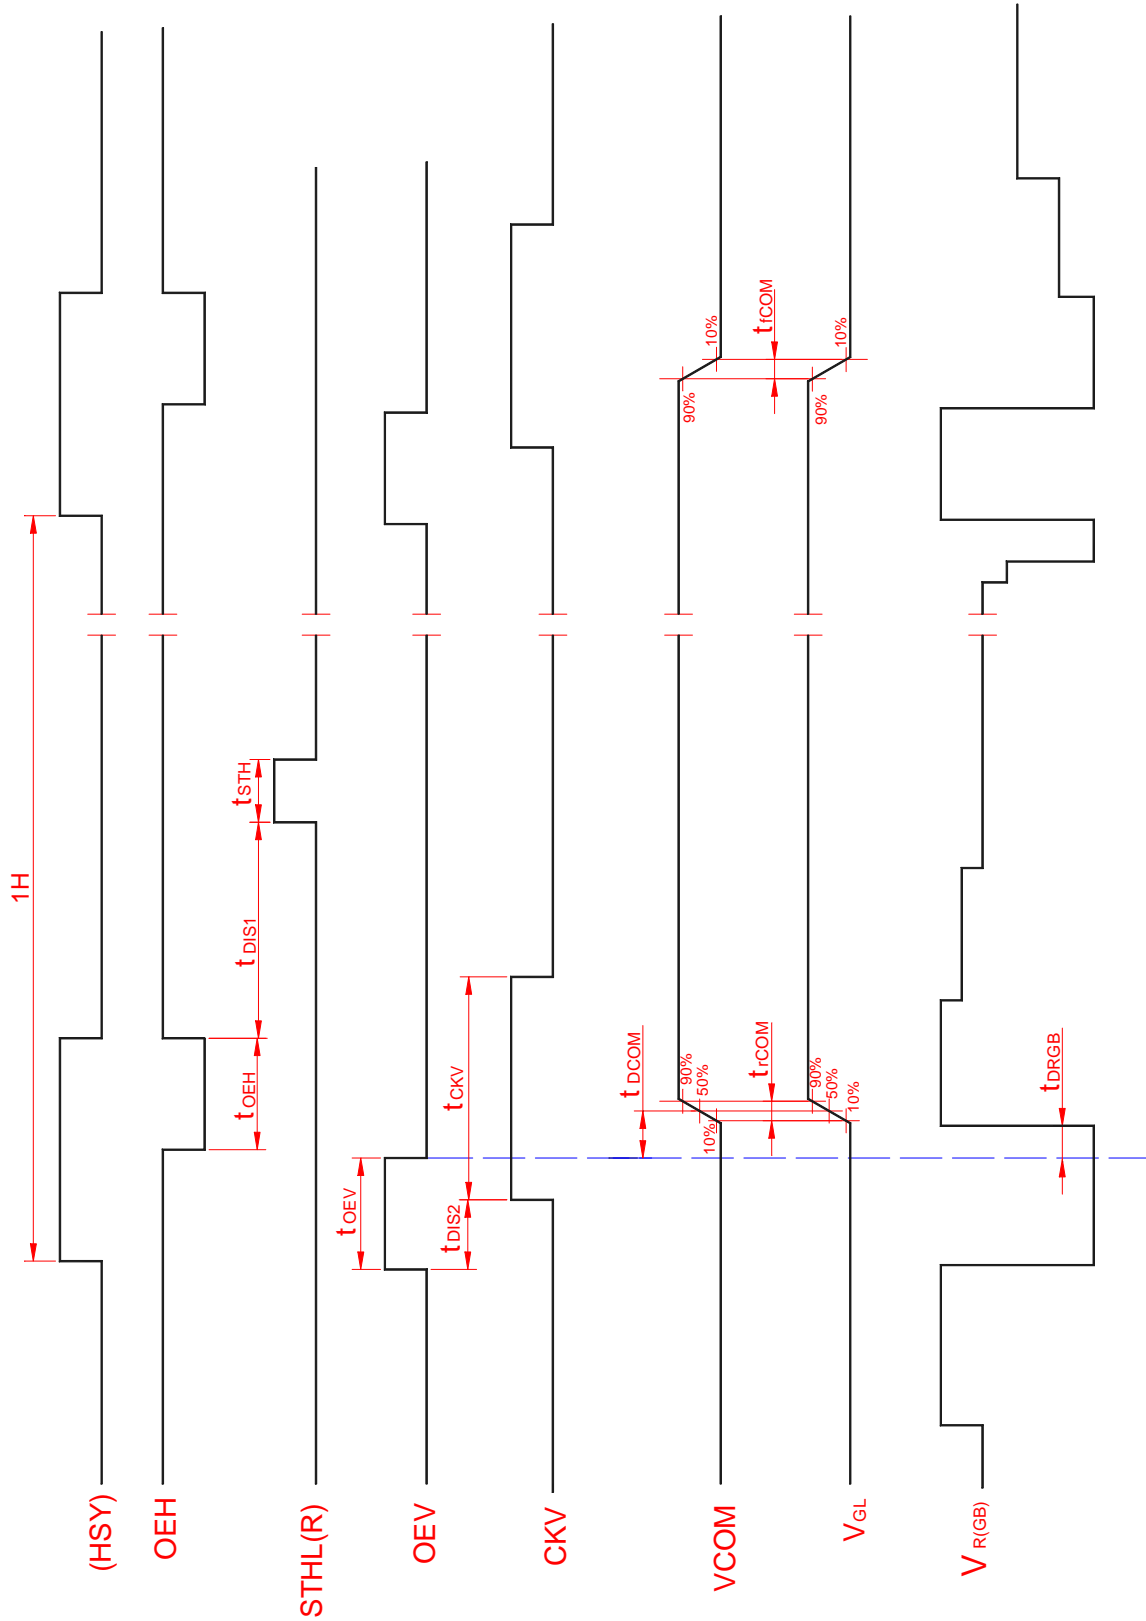 (HSY)
1H
OEH
tOEH
tDIS1
tSTH
STHL(R)
OEV
tOEV
CKV
tDIS2
tCKV
VCOM
tDCOM
10%
50%
90%
90%
10%
trCOM
tfCOM
VGL
10%
50%
90%
90%
10%
VR(GB)
tDRGB